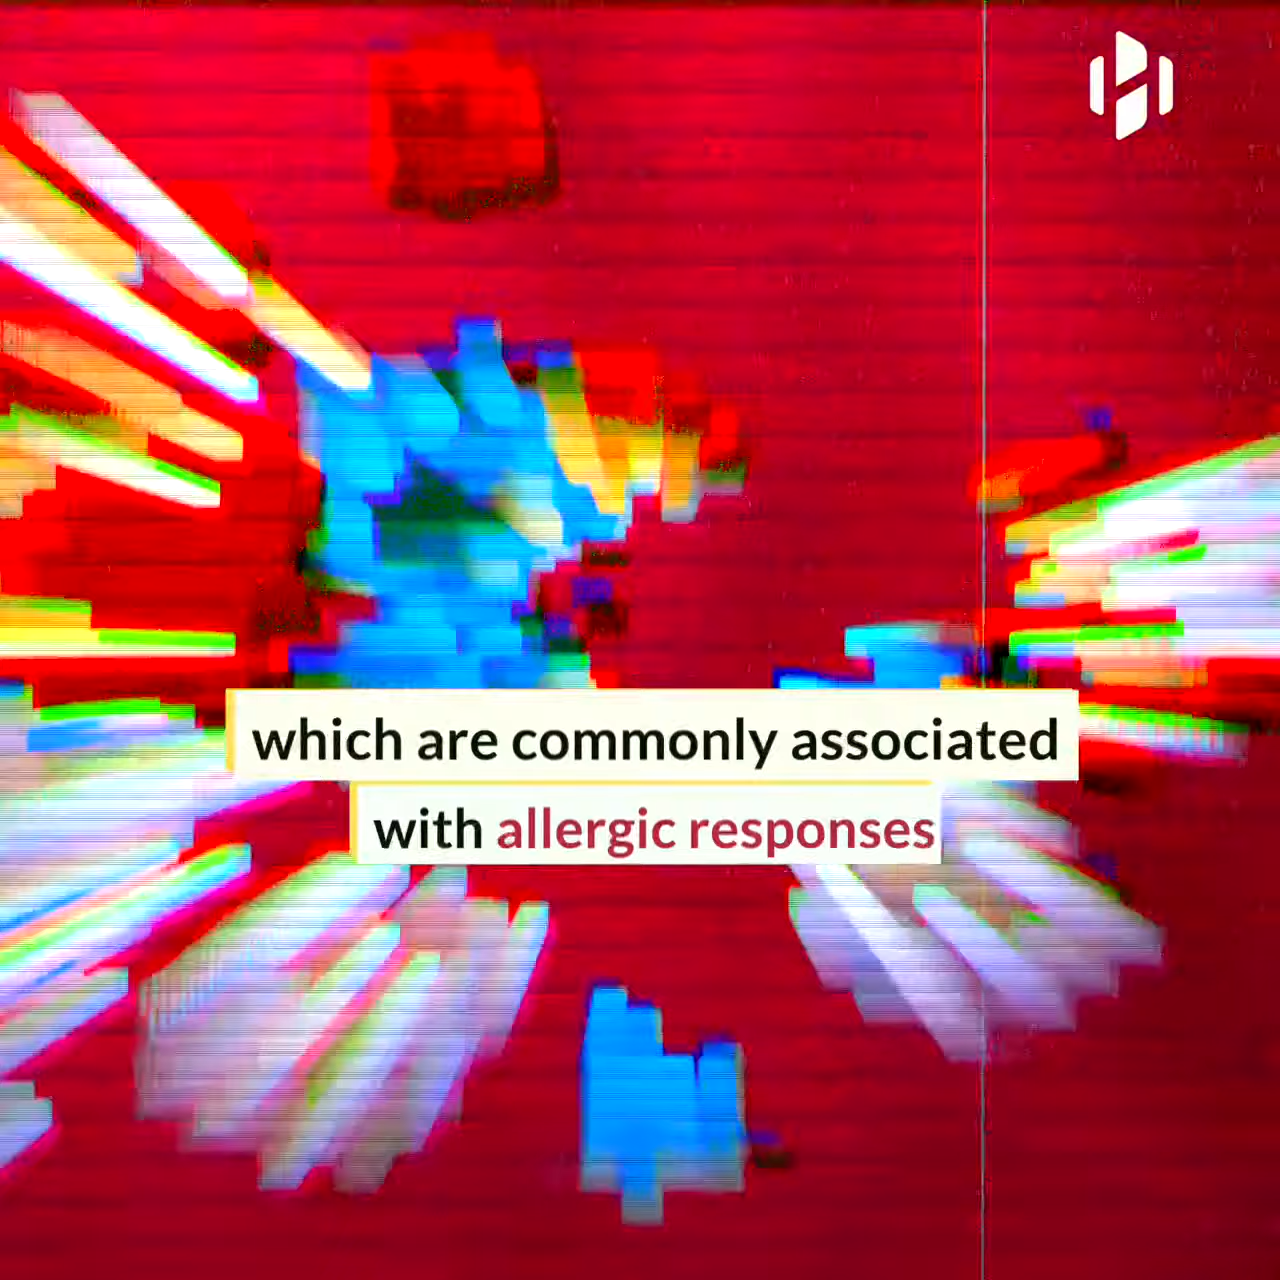 which are commonly associated
with allergic responses